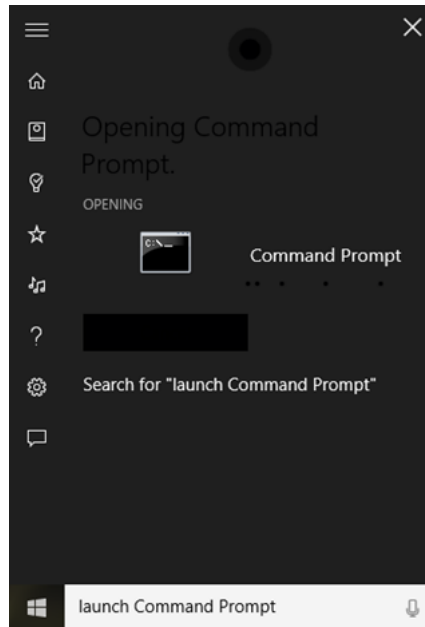 Opening Command
Prompt.
OPENING
C:\_
Command Prompt
Search for "launch Command Prompt"
launch Command Prompt